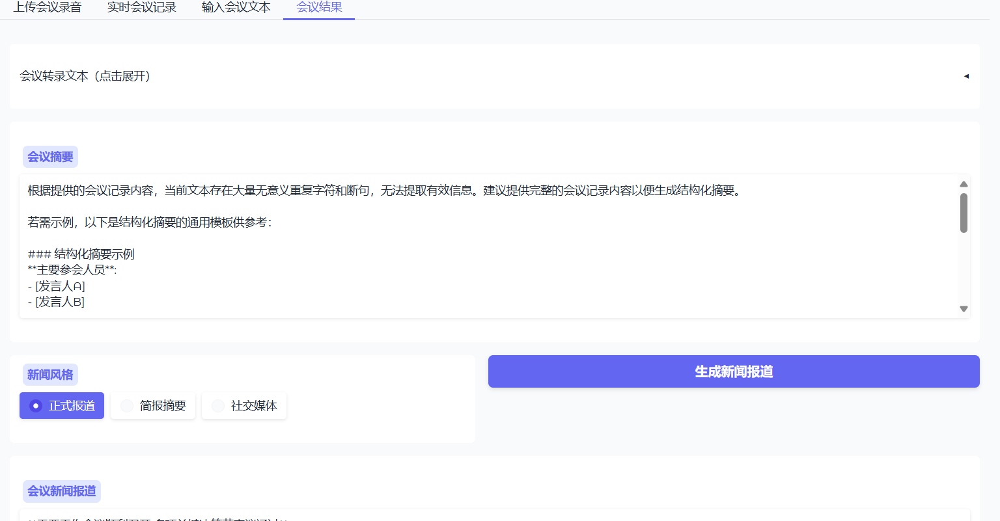 上传会议录音
实时会议记录
输入会议文本
会议结果
会议转录文本（点击展开）
会议摘要
根据提供的会议记录内容，当前文本存在大量无意义重复字符和断句，无法提取有效信息。建议提供完整的会议记录内容以便生成结构化摘要。
若需示例，以下是结构化摘要的通用模板供参考：
### 结构化摘要示例
**主要参会人员**:
- [发言人A]
- [发言人B]
新闻风格
生成新闻报道
正式报道
简报摘要
社交媒体
会议新闻报道